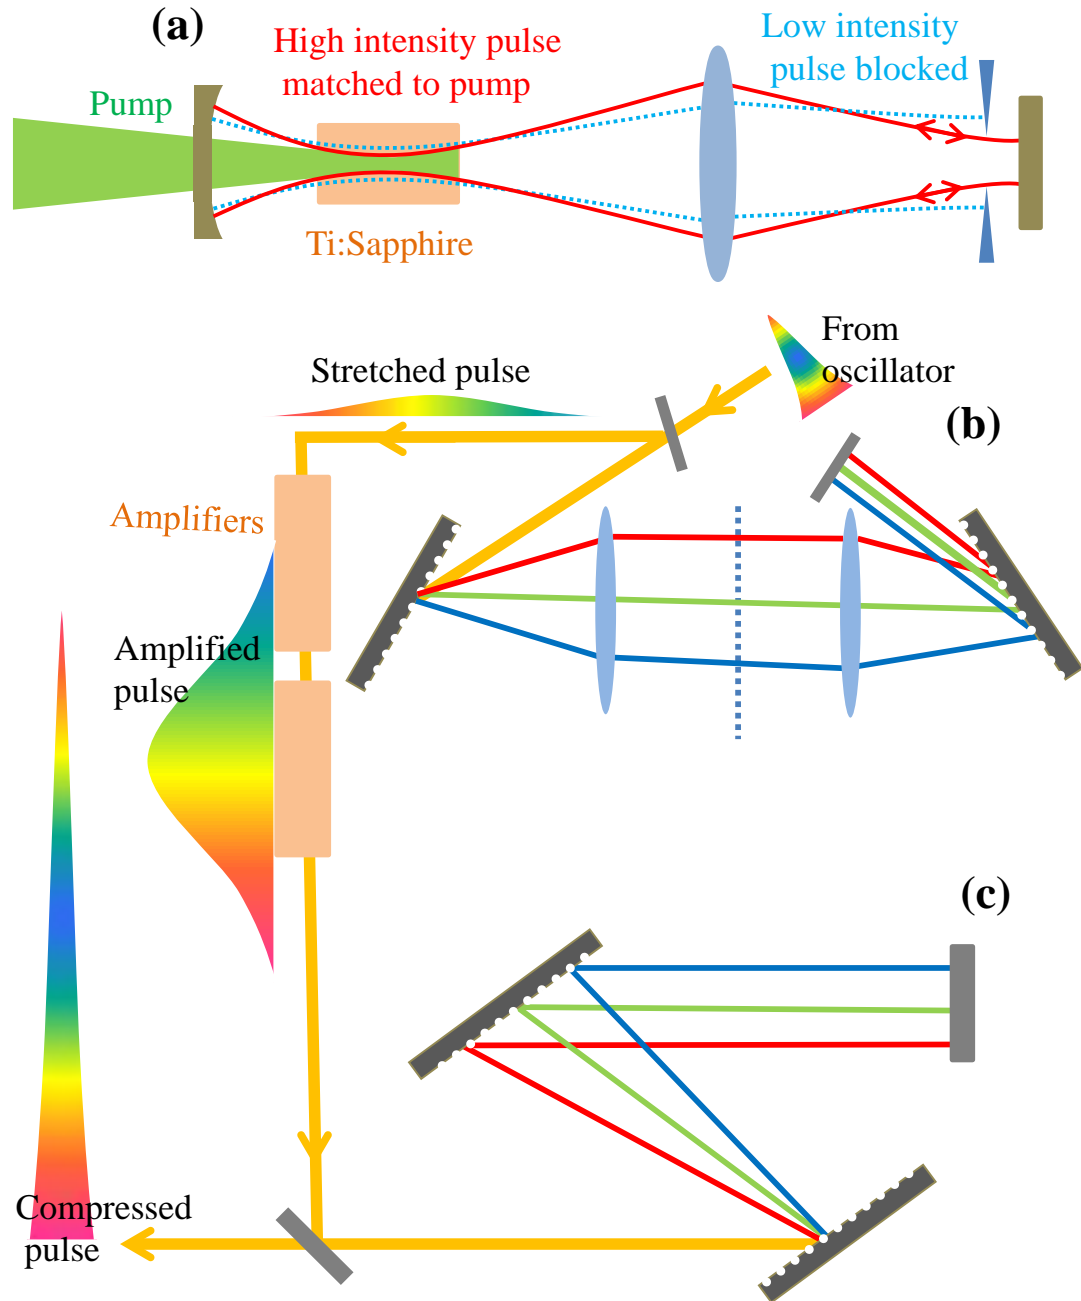 (a)
High intensity pulse
matched to pump
Low intensity
pulse blocked
Pump
Ti:Sapphire
From
oscillator
Stretched pulse
(b)
Amplifiers
Amplified
pulse
(c)
Compressed
pulse